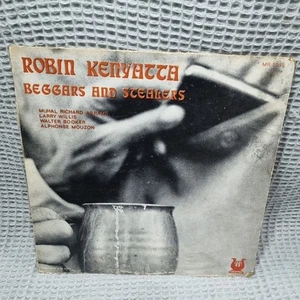 ROBIN KENYATTA
BEGGARS AND STEALERS
MUHAL RICHARD ABRAMS
LARRY WILLIS
WALTER BOOKER
ALPHONSE MOUZON